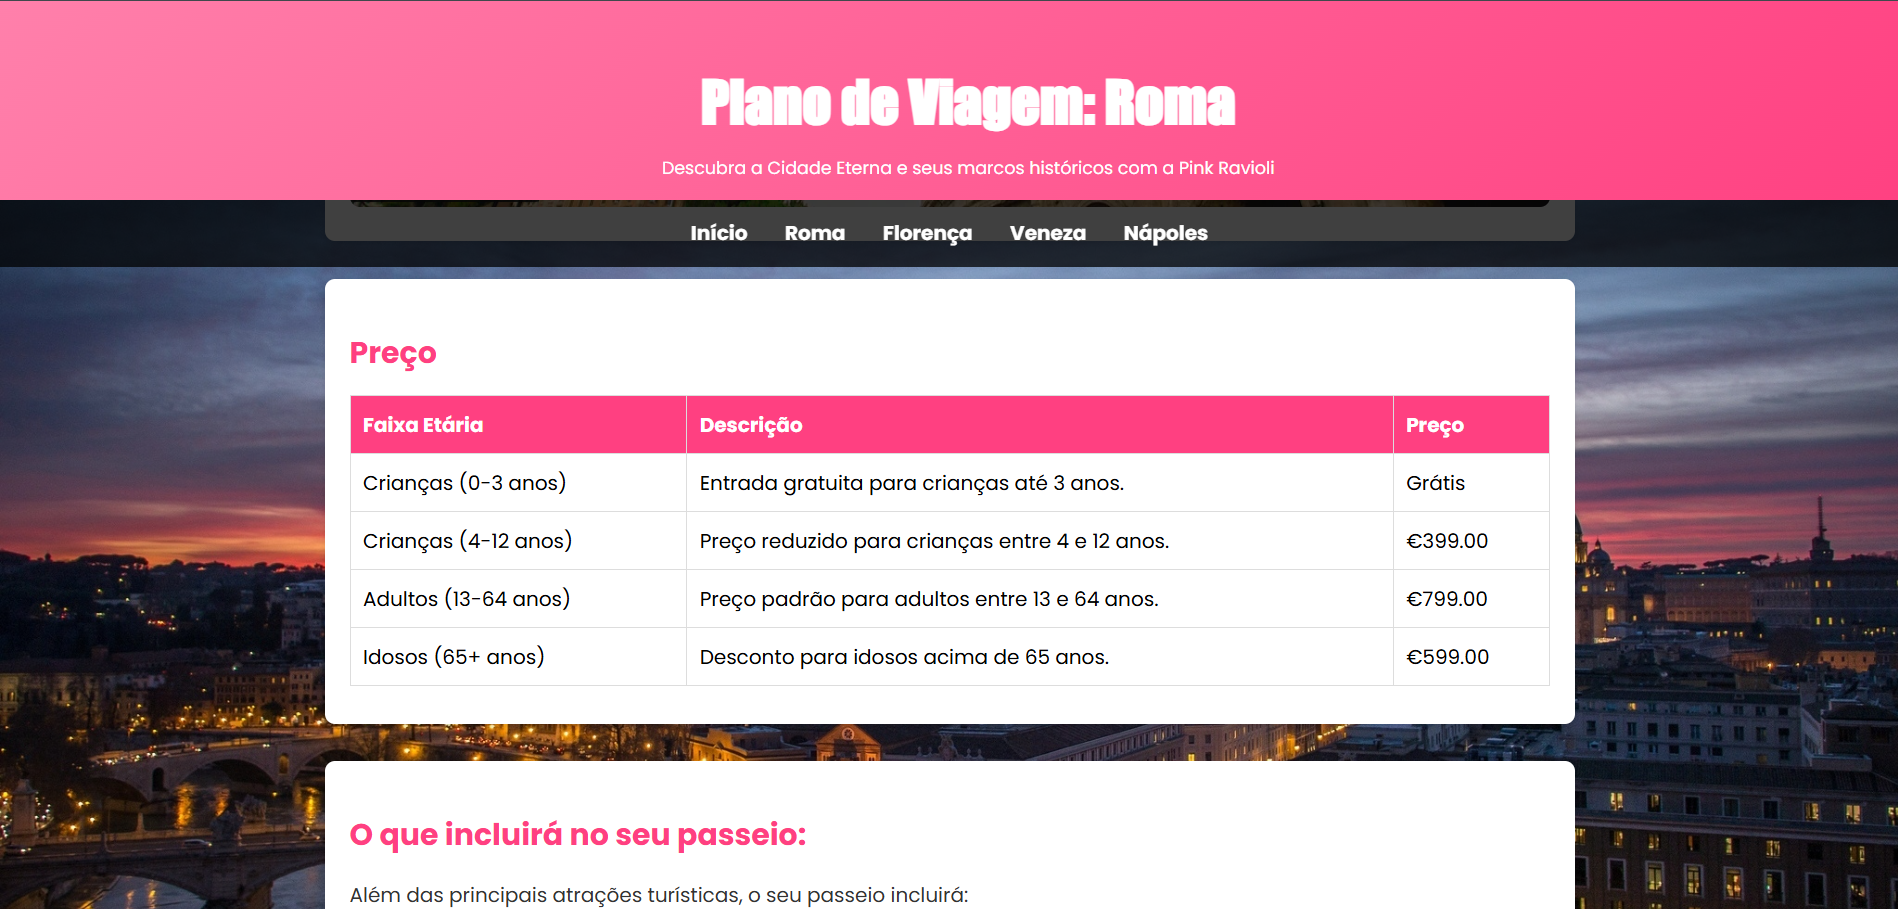 Plano de Viagem: Roma
Descubra a Cidade Eterna e seus marcos históricos com a Pink Ravioli
Início Roma Florença Veneza Nápoles
Preço
Faixa Etária Descrição Preço
Crianças (0-3 anos) Entrada gratuita para crianças até 3 anos. Grátis
Crianças (4-12 anos) Preço reduzido para crianças entre 4 e 12 anos. €399.00
Adultos (13-64 anos) Preço padrão para adultos entre 13 e 64 anos. €799.00
Idosos (65+ anos) Desconto para idosos acima de 65 anos. €599.00
O que incluirá no seu passeio:
Além das principais atrações turísticas, o seu passeio incluirá: